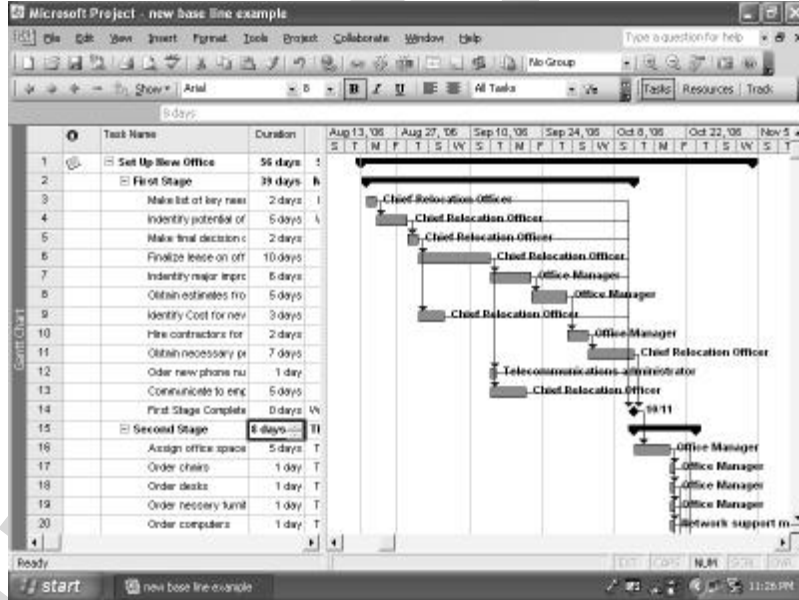 Microsoft Project - new base line example
File Edit View Insert Format Tools Project Collaborate Window Help
Type a question for help
No Group
Show Arial 8 B I U All Tasks Tasks Resources Track
8 days
Task Name Duration Aug 13, '06 Aug 27, '06 Sep 10, '06 Sep 24, '06 Oct 8, '06 Oct 22, '06 Nov 5
S T M F T S W S T M F T S W S T M F T S W S T
1 Set Up New Office 56 days
2 First Stage 39 days
3 Make list of key need 2 days Chief Relocation Officer
4 Indentify potential of 5 days Chief Relocation Officer
5 Make final decision 2 days Chief Relocation Officer
6 Finalize lease on off 10 days Chief Relocation Officer
7 Indentify major impro 6 days Office Manager
8 Obtain estimates fro 5 days Office Manager
9 Identify Cost for new 3 days Chief Relocation Officer
10 Hire contractors for 2 days Office Manager
11 Obtain necessary pe 7 days Chief Relocation Officer
12 Oder new phone nu 1 day Telecommunications administrator
13 Communicate to emp 5 days Chief Relocation Officer
14 First Stage Complete 0 days 10/11
15 Second Stage 8 days
16 Assign office space 5 days T Office Manager
17 Order chairs 1 day T Office Manager
18 Order desks 1 day T Office Manager
19 Order nessery furnit 1 day T Office Manager
20 Order computers 1 day T Network support m
Gantt Chart
Ready EXT CAPS NUM SCRL OVR
start new base line example 11:26 PM